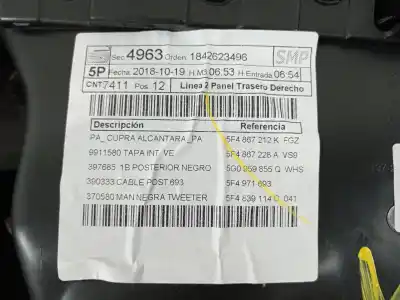 Sec. 4963 Orden. 1842623496 SMP
5P Fecha 2018-10-19 H.M3 06:53 H.Entrada 06:54
CNT7411 Pos. 12 Linea 2 Panel Trasero Derecho
Descripción Referencia
PA_ CUPRA ALCANTARA_PA 5F4 867 212 K FGZ
9911580 TAPA INT VE 5F4 867 228 A VS9
397685 1B POSTERIOR NEGRO 5G0 959 855 Q WHS
390333 CABLE POST 693 5F4 971 693
370580 MAN NEGRA TWEETER 5F4 839 114 C 041